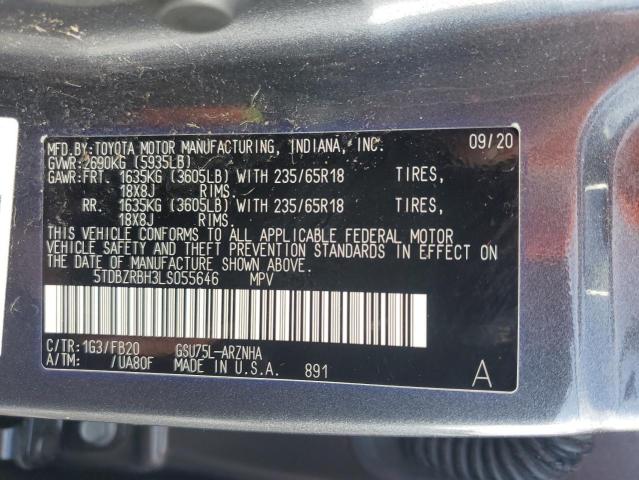 MFD.BY:TOYOTA MOTOR MANUFACTURING, INDIANA, INC. 09/20
GVWR:2690KG (5935LB)
GAWR:FRT. 1635KG (3605LB) WITH 235/65R18 TIRES,
18X8J RIMS,
RR. 1635KG (3605LB) WITH 235/65R18 TIRES,
18X8J RIMS,
THIS VEHICLE CONFORMS TO ALL APPLICABLE FEDERAL MOTOR
VEHICLE SAFETY AND THEFT PREVENTION STANDARDS IN EFFECT ON
THE DATE OF MANUFACTURE SHOWN ABOVE.
5TDBZRBH3LS055646 MPV
C/TR:1G3/FB20 GSU75L-ARZNHA
A/TM: /UA80F MADE IN U.S.A. 891 A